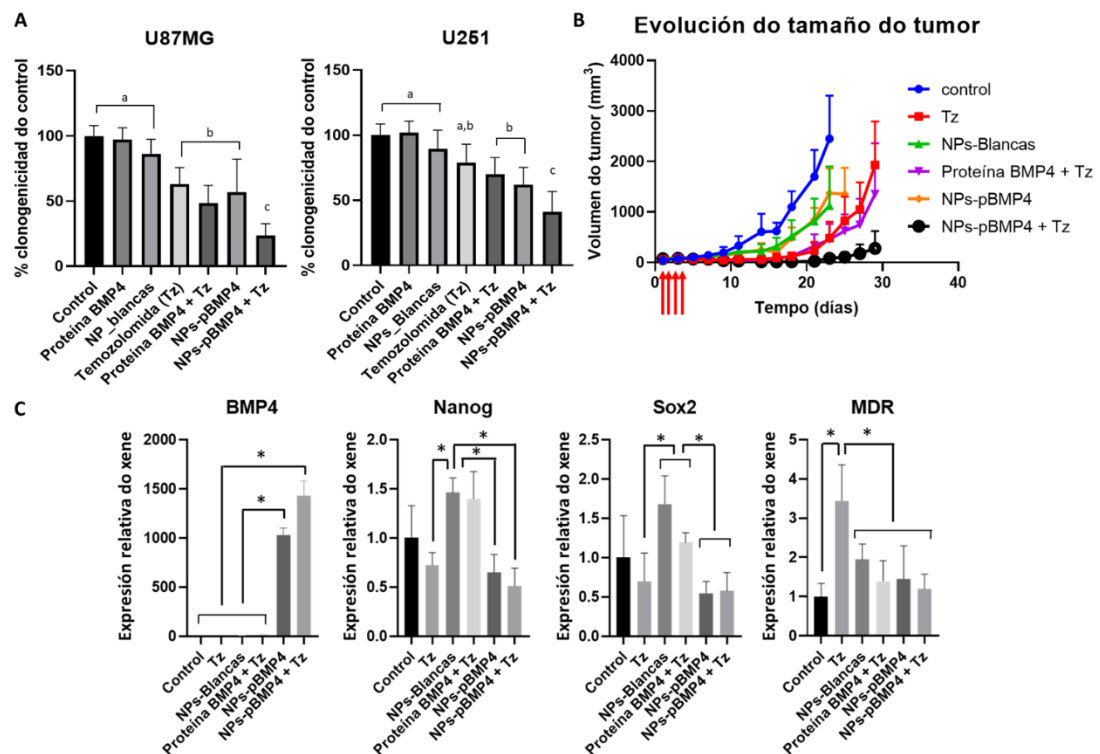 A
U87MG
% clonogenicidad do control
150
100
50
0
a
b
c
Control
Proteína BMP4
NP_blancas
Temozolomida (Tz)
Proteína BMP4 + Tz
NPs-pBMP4
NPs-pBMP4 + Tz
U251
% clonogenicidad do control
150
100
50
0
a
a,b
b
c
Control
Proteína BMP4
NPs_Blancas
Temozolomida (Tz)
Proteína BMP4 + Tz
NPs-pBMP4
NPs-pBMP4 + Tz
B
Evolución do tamaño do tumor
Volumen do tumor (mm³)
4000
3000
2000
1000
0
10
20
30
40
Tempo (días)
control
Tz
NPs-Blancas
Proteína BMP4 + Tz
NPs-pBMP4
NPs-pBMP4 + Tz
C
BMP4
Expresión relativa do xene
2000
1500
1000
500
0
*
*
Control
Tz
NPs-Blancas
Proteína BMP4 + Tz
NPs-pBMP4
NPs-pBMP4 + Tz
Nanog
Expresión relativa do xene
2.0
1.5
1.0
0.5
0.0
*
*
*
Control
Tz
NPs-Blancas
Proteína BMP4 + Tz
NPs-pBMP4
NPs-pBMP4 + Tz
Sox2
Expresión relativa do xene
2.5
2.0
1.5
1.0
0.5
0.0
*
*
Control
Tz
NPs-Blancas
Proteína BMP4 + Tz
NPs-pBMP4
NPs-pBMP4 + Tz
MDR
Expresión relativa do xene
5
4
3
2
1
0
*
*
Control
Tz
NPs-Blancas
Proteína BMP4 + Tz
NPs-pBMP4
NPs-pBMP4 + Tz